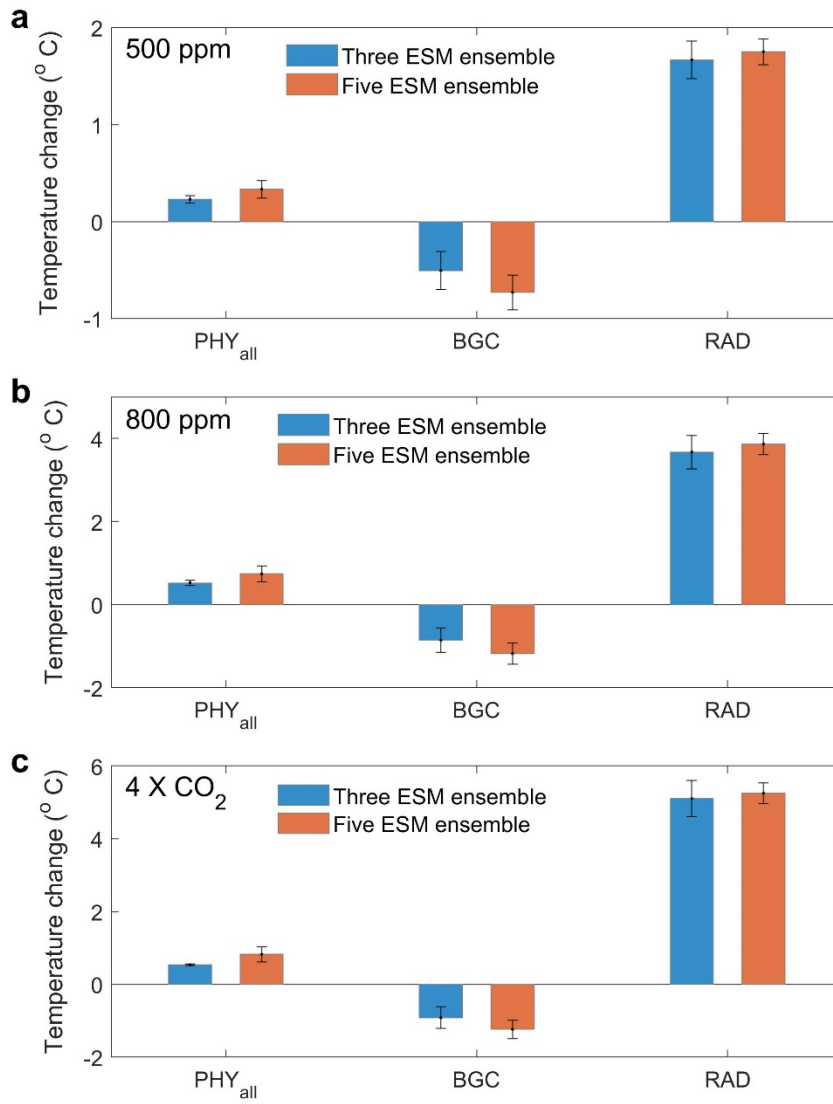 a
500 ppm
Three ESM ensemble
Five ESM ensemble
Temperature change (° C)
2
1
0
-1
PHYall
BGC
RAD
b
800 ppm
Three ESM ensemble
Five ESM ensemble
Temperature change (° C)
4
2
0
-2
PHYall
BGC
RAD
c
4 X CO2
Three ESM ensemble
Five ESM ensemble
Temperature change (° C)
6
4
2
0
-2
PHYall
BGC
RAD